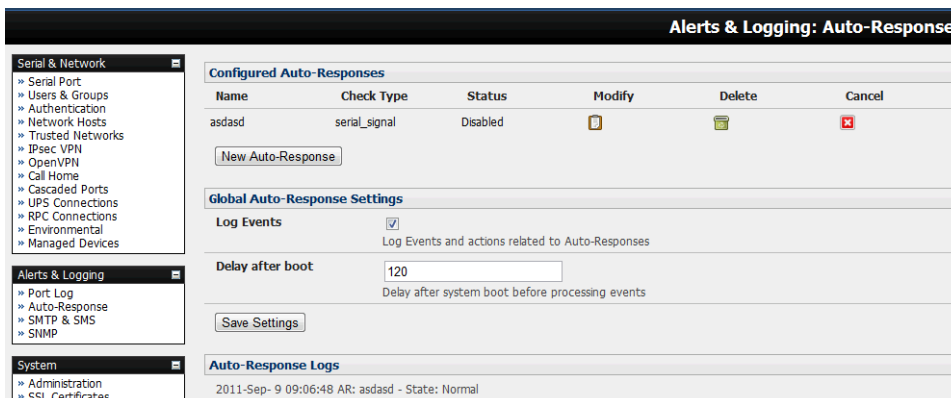 Alerts & Logging: Auto-Response
Serial & Network
» Serial Port
» Users & Groups
» Authentication
» Network Hosts
» Trusted Networks
» IPsec VPN
» OpenVPN
» Call Home
» Cascaded Ports
» UPS Connections
» RPC Connections
» Environmental
» Managed Devices
Alerts & Logging
» Port Log
» Auto-Response
» SMTP & SMS
» SNMP
System
» Administration
» SSL Certificates
Configured Auto-Responses
Name Check Type Status Modify Delete Cancel
asdasd serial_signal Disabled
New Auto-Response
Global Auto-Response Settings
Log Events
Log Events and actions related to Auto-Responses
Delay after boot 120
Delay after system boot before processing events
Save Settings
Auto-Response Logs
2011-Sep- 9 09:06:48 AR: asdasd - State: Normal